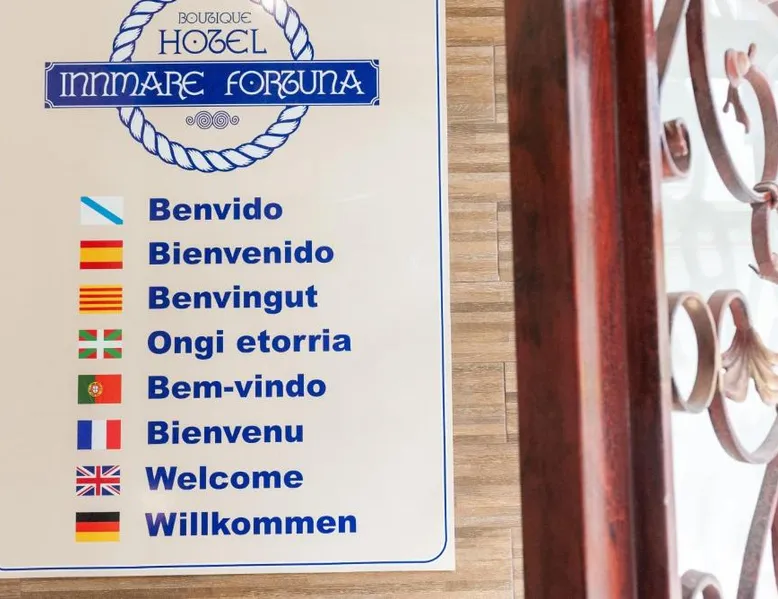 BOUTIQUE
HOTEL
INNMARE FORTUNA
Benvido
Bienvenido
Benvingut
Ongi etorria
Bem-vindo
Bienvenu
Welcome
Willkommen